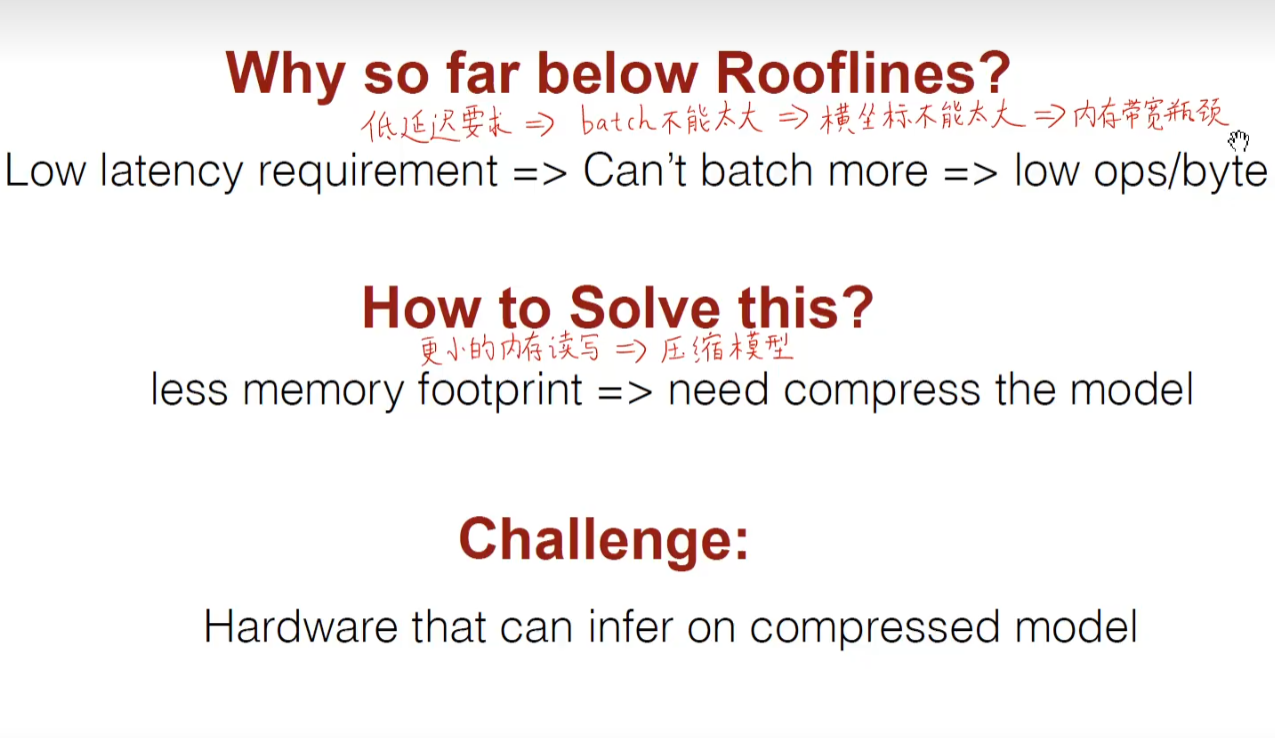 Why so far below Rooflines?
低延迟要求 => batch不能太大 => 横坐标不能太大 => 内存带宽瓶颈
Low latency requirement => Can't batch more => low ops/byte
How to Solve this?
更小的内存读写 => 压缩模型
less memory footprint => need compress the model
Challenge:
Hardware that can infer on compressed model